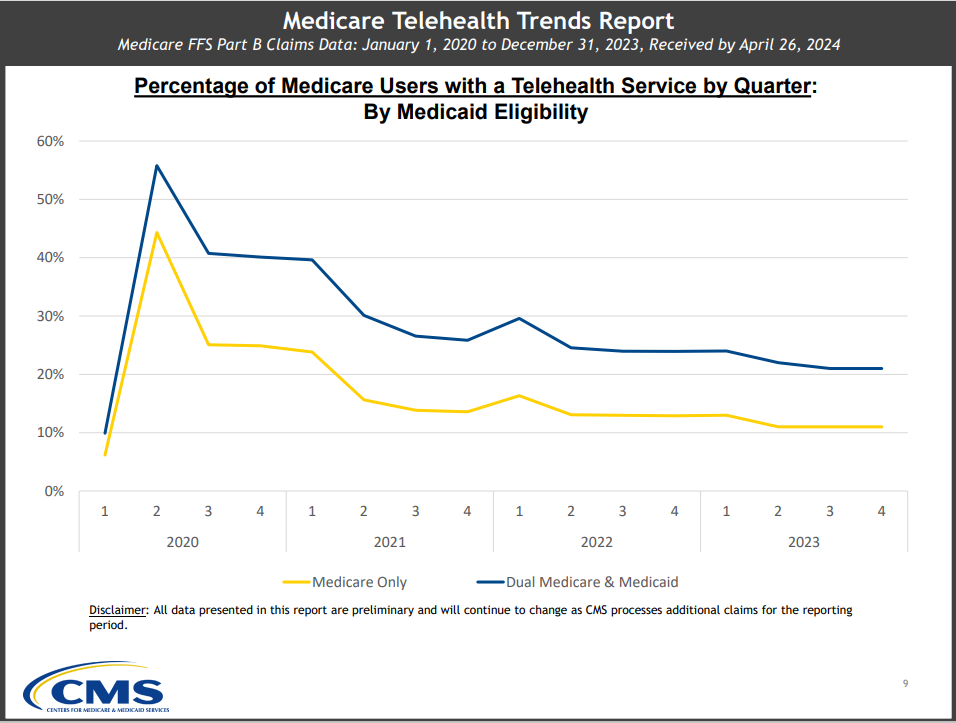 Medicare Telehealth Trends Report
Medicare FFS Part B Claims Data: January 1, 2020 to December 31, 2023, Received by April 26, 2024
Percentage of Medicare Users with a Telehealth Service by Quarter:
By Medicaid Eligibility
60%
50%
40%
30%
20%
10%
0%
1 2 3 4 1 2 3 4 1 2 3 4 1 2 3 4
2020 2021 2022 2023
Medicare Only Dual Medicare & Medicaid
Disclaimer: All data presented in this report are preliminary and will continue to change as CMS processes additional claims for the reporting
period.
CMS
CENTERS FOR MEDICARE & MEDICAID SERVICES
9